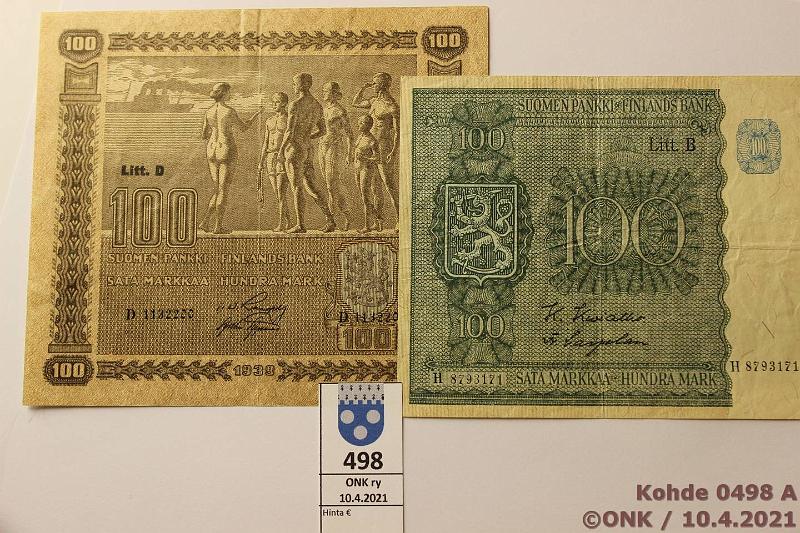 100 100
Litt. D
100
SUOMEN PANKKI FINLANDS BANK
SATA MARKKAA HUNDRA MARK
D 1132200
D 113220
100 1939 100
SUOMEN PANKKI - FINLANDS BANK
100 Litt. B
100
100
H 8793171 SATA MARKKAA - HUNDRA MARK H 8793171
498
ONK ry
10.4.2021
Hinta €
Kohde 0498 A
©ONK / 10.4.2021